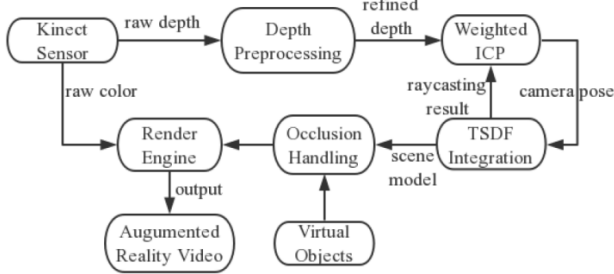 Kinect
Sensor
raw depth
Depth
Preprocessing
refined
depth
Weighted
ICP
raw color
raycasting
result
camera pose
Render
Engine
Occlusion
Handling
scene
model
TSDF
Integration
output
Augumented
Reality Video
Virtual
Objects